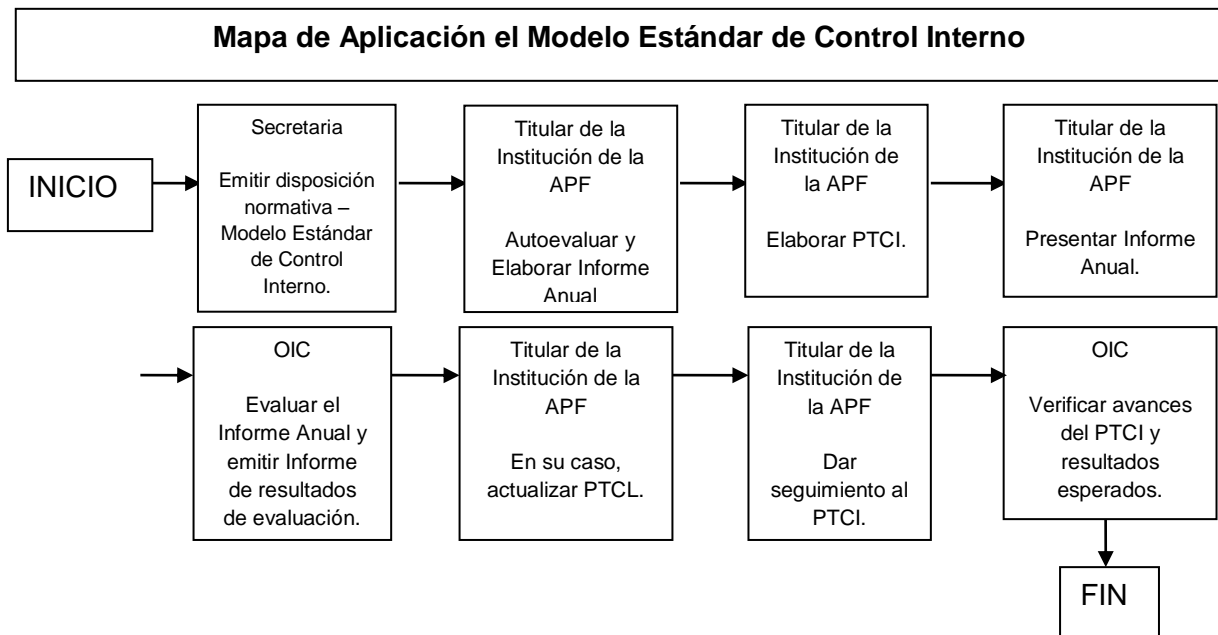 Mapa de Aplicación el Modelo Estándar de Control Interno
INICIO
Secretaria
Emitir disposición
normativa –
Modelo Estándar
de Control
Interno.
Titular de la
Institución de la
APF
Autoevaluar y
Elaborar Informe
Anual
Titular de la
Institución de
la APF
Elaborar PTCI.
Titular de la
Institución de la
APF
Presentar Informe
Anual.
OIC
Evaluar el
Informe Anual y
emitir Informe
de resultados
de evaluación.
Titular de la
Institución de la
APF
En su caso,
actualizar PTCL.
Titular de la
Institución de
la APF
Dar
seguimiento al
PTCI.
OIC
Verificar avances
del PTCI y
resultados
esperados.
FIN